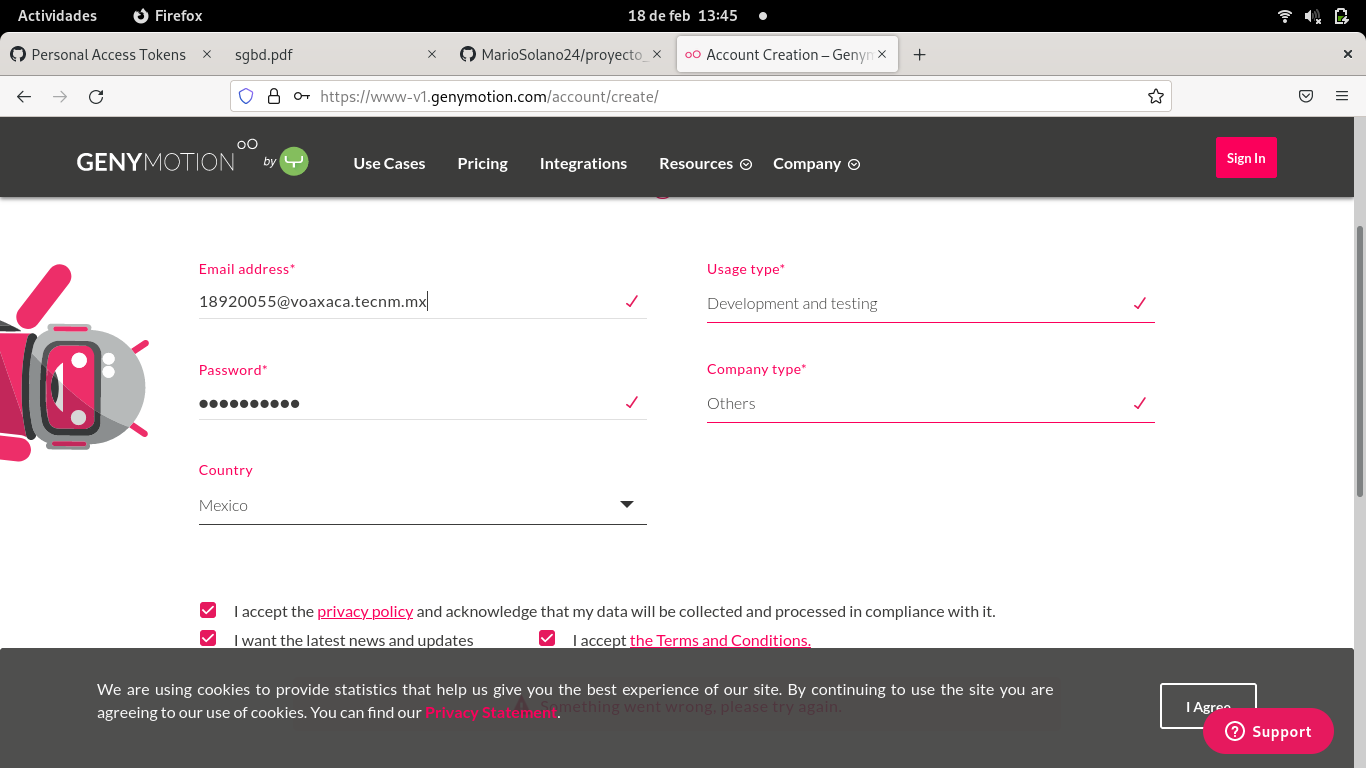 Actividades Firefox 18 de feb 13:45
Personal Access Tokens sgbd.pdf MarioSolano24/proyecto_ Account Creation – Genym
https://www-v1.genymotion.com/account/create/
GENYMOTION by Use Cases Pricing Integrations Resources Company Sign In
Email address* Usage type*
18920055@voaxaca.tecnm.mx Development and testing
Password* Company type*
Others
Country
Mexico
I accept the privacy policy and acknowledge that my data will be collected and processed in compliance with it.
I want the latest news and updates I accept the Terms and Conditions.
We are using cookies to provide statistics that help us give you the best experience of our site. By continuing to use the site you are
agreeing to our use of cookies. You can find our Privacy Statement.
Something went wrong, please try again.
I Agree
Support